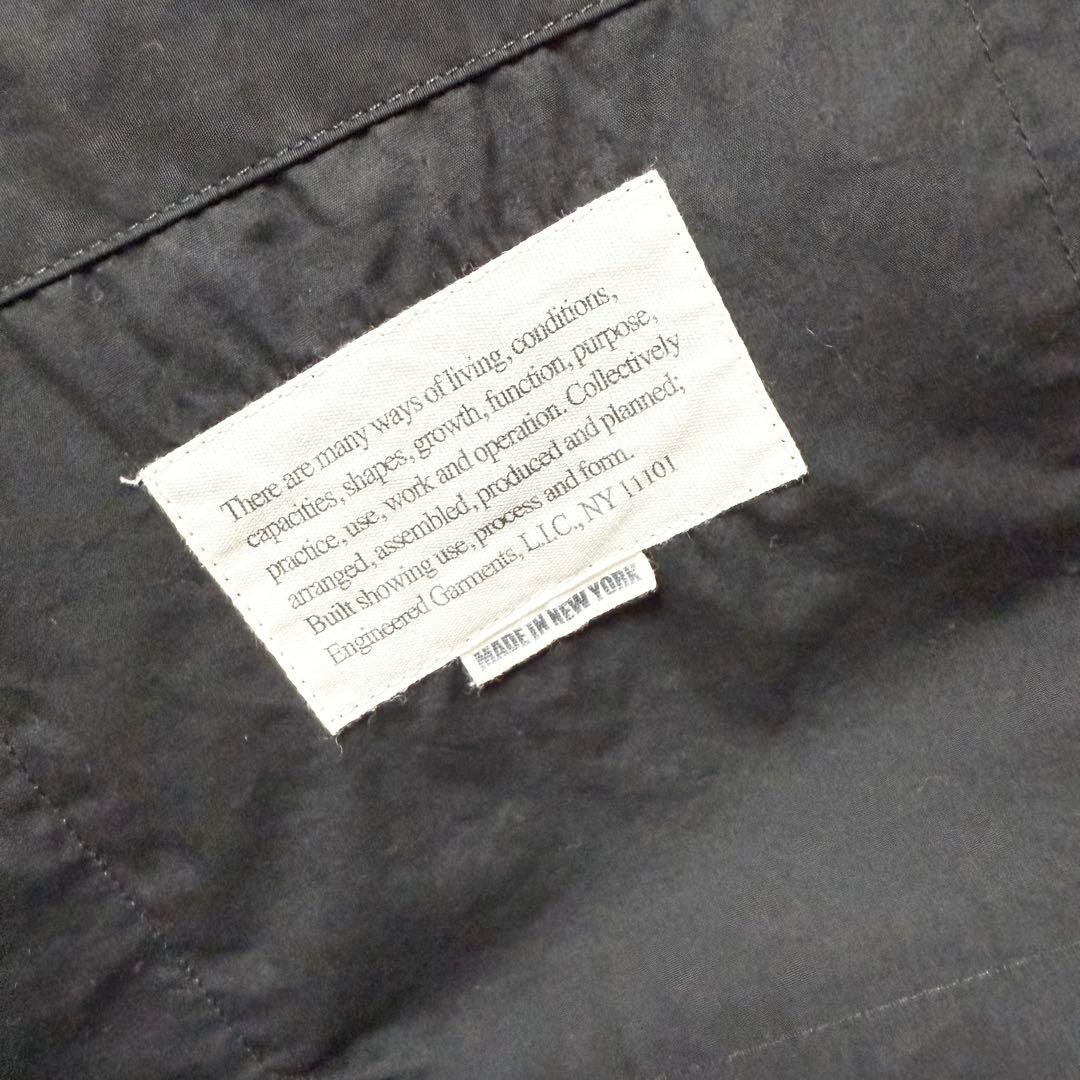 There are many ways of living, conditions,
capacities, shapes, growth, function, purpose,
practice, use, work and operation. Collectively
arranged, assembled, produced and planned;
Built showing use, process and form.
Engineered Garments, L.I.C., NY 11101
MADE IN NEW YORK